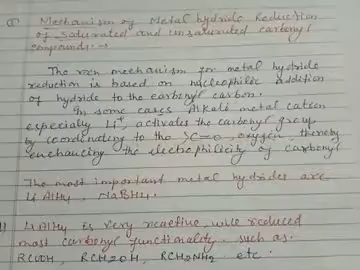 Mechanism of Metal hydride Reduction
of Saturated and unsaturated carbonyl
compounds :-
The mechanism for metal hydride
reduction is based on nucleophilic addition
of hydride to the carbonyl carbon.
In some cases Alkali metal cation
especially Li+, activates the carbonyl group
by coordinating to the >C=O, oxygen, thereby
enchancing the electrophilicity of carbonyl
The most important metal hydrides are
LiAlH4, NaBH4.
LiAlH4 is very reactive, will reduced
most carbonyl functionality, such as.
RCOOH, RCH2OH, RCH2NH2 etc.